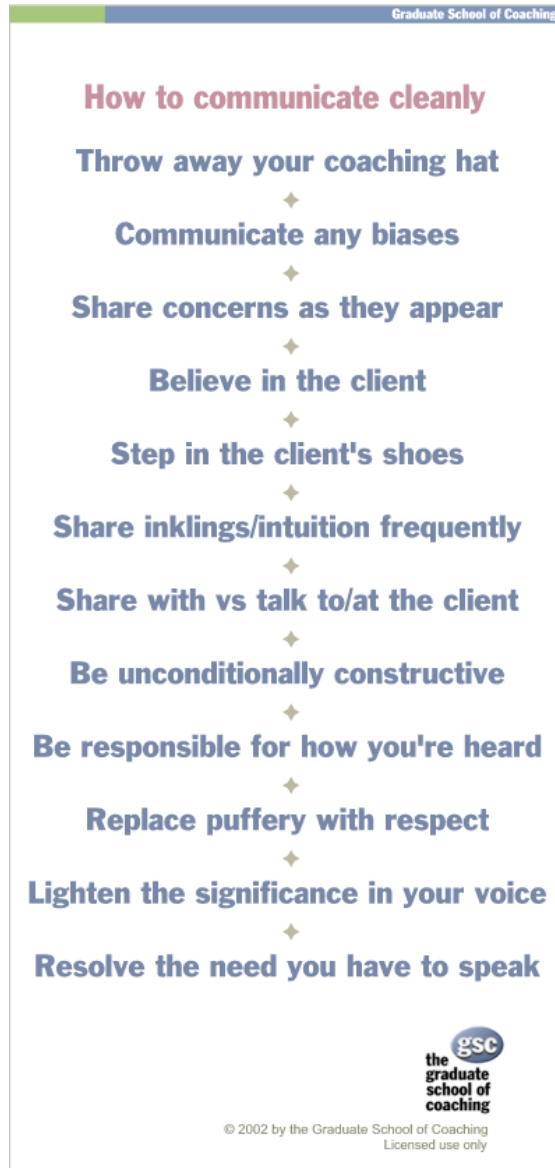 Graduate School of Coaching
How to communicate cleanly
Throw away your coaching hat
Communicate any biases
Share concerns as they appear
Believe in the client
Step in the client's shoes
Share inklings/intuition frequently
Share with vs talk to/at the client
Be unconditionally constructive
Be responsible for how you're heard
Replace puffery with respect
Lighten the significance in your voice
Resolve the need you have to speak
gsc
the
graduate
school of
coaching
© 2002 by the Graduate School of Coaching
Licensed use only